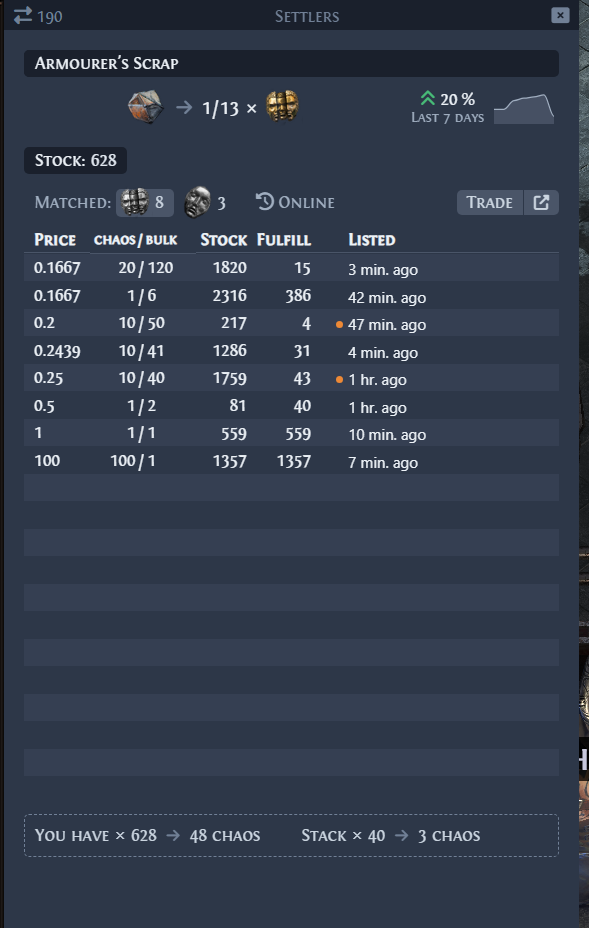 190 SETTLERS
ARMOURER'S SCRAP
1/13 ×
20 %
LAST 7 DAYS
STOCK: 628
MATCHED: 8 3 ONLINE TRADE
PRICE CHAOS / BULK STOCK FULFILL LISTED
0.1667 20 / 120 1820 15 3 min. ago
0.1667 1 / 6 2316 386 42 min. ago
0.2 10 / 50 217 4 47 min. ago
0.2439 10 / 41 1286 31 4 min. ago
0.25 10 / 40 1759 43 1 hr. ago
0.5 1 / 2 81 40 1 hr. ago
1 1 / 1 559 559 10 min. ago
100 100 / 1 1357 1357 7 min. ago
YOU HAVE × 628 → 48 CHAOS STACK × 40 → 3 CHAOS